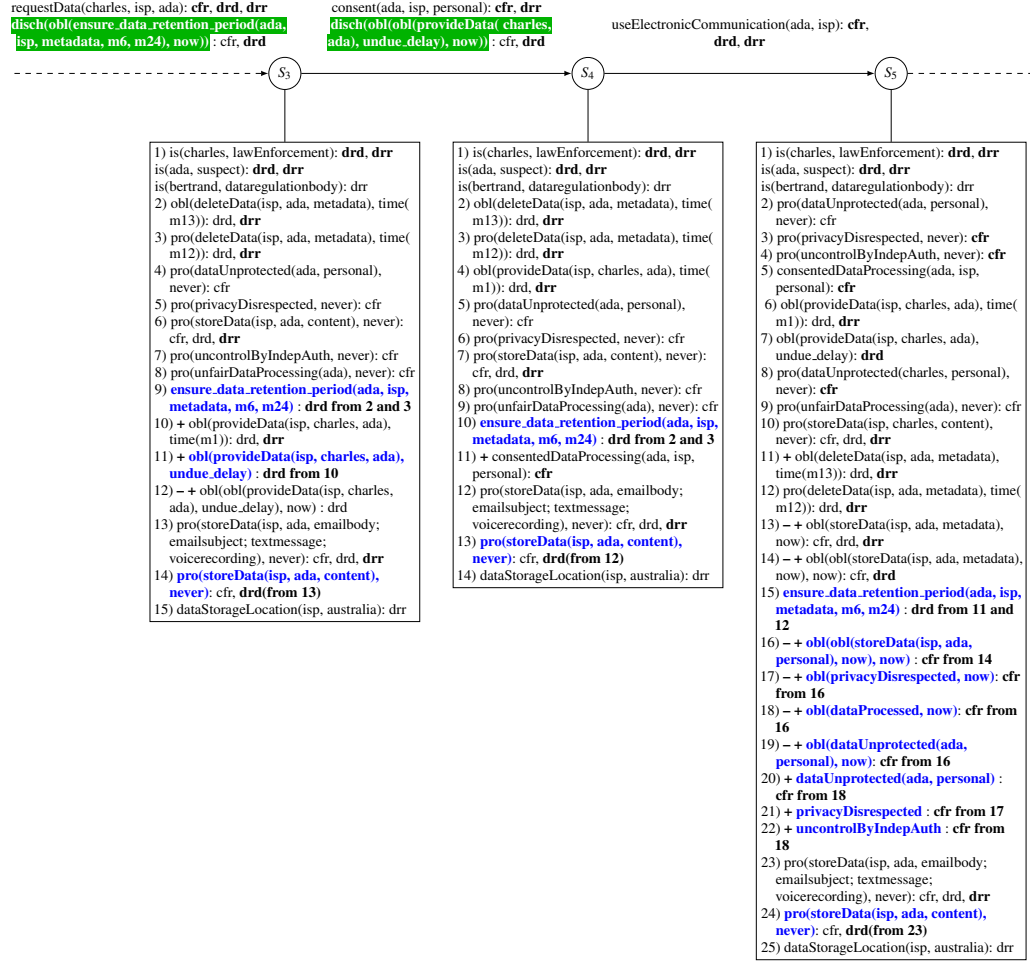 requestData(charles, isp, ada): cfr, drd, drr
disch(obl(ensure_data_retention_period(ada,
isp, metadata, m6, m24), now)) : cfr, drd
consent(ada, isp, personal): cfr, drr
disch(obl(obl(provideData( charles,
ada), undue_delay), now)) : cfr, drd
useElectronicCommunication(ada, isp): cfr,
drd, drr
S3
S4
S5
1) is(charles, lawEnforcement): drd, drr
is(ada, suspect): drd, drr
is(bertrand, dataregulationbody): drr
2) obl(deleteData(isp, ada, metadata), time(
m13)): drd, drr
3) pro(deleteData(isp, ada, metadata), time(
m12)): drd, drr
4) pro(dataUnprotected(ada, personal),
never): cfr
5) pro(privacyDisrespected, never): cfr
6) pro(storeData(isp, ada, content), never):
cfr, drd, drr
7) pro(uncontrolByIndepAuth, never): cfr
8) pro(unfairDataProcessing(ada), never): cfr
9) ensure_data_retention_period(ada, isp,
metadata, m6, m24) : drd from 2 and 3
10) + obl(provideData(isp, charles, ada),
time(m1)): drd, drr
11) + obl(provideData(isp, charles, ada),
undue_delay) : drd from 10
12) – + obl(obl(provideData(isp, charles,
ada), undue_delay), now) : drd
13) pro(storeData(isp, ada, emailbody;
emailsubject; textmessage;
voicerecording), never): cfr, drd, drr
14) pro(storeData(isp, ada, content),
never): cfr, drd(from 13)
15) dataStorageLocation(isp, australia): drr
1) is(charles, lawEnforcement): drd, drr
is(ada, suspect): drd, drr
is(bertrand, dataregulationbody): drr
2) obl(deleteData(isp, ada, metadata), time(
m13)): drd, drr
3) pro(deleteData(isp, ada, metadata), time(
m12)): drd, drr
4) obl(provideData(isp, charles, ada), time(
m1)): drd, drr
5) pro(dataUnprotected(ada, personal),
never): cfr
6) pro(privacyDisrespected, never): cfr
7) pro(storeData(isp, ada, content), never):
cfr, drd, drr
8) pro(uncontrolByIndepAuth, never): cfr
9) pro(unfairDataProcessing(ada), never): cfr
10) ensure_data_retention_period(ada, isp,
metadata, m6, m24) : drd from 2 and 3
11) + consentedDataProcessing(ada, isp,
personal): cfr
12) pro(storeData(isp, ada, emailbody;
emailsubject; textmessage;
voicerecording), never): cfr, drd, drr
13) pro(storeData(isp, ada, content),
never): cfr, drd(from 12)
14) dataStorageLocation(isp, australia): drr
1) is(charles, lawEnforcement): drd, drr
is(ada, suspect): drd, drr
is(bertrand, dataregulationbody): drr
2) pro(dataUnprotected(ada, personal),
never): cfr
3) pro(privacyDisrespected, never): cfr
4) pro(uncontrolByIndepAuth, never): cfr
5) consentedDataProcessing(ada, isp,
personal): cfr
6) obl(provideData(isp, charles, ada), time(
m1)): drd, drr
7) obl(provideData(isp, charles, ada),
undue_delay): drd
8) pro(dataUnprotected(charles, personal),
never): cfr
9) pro(unfairDataProcessing(ada), never): cfr
10) pro(storeData(isp, charles, content),
never): cfr, drd, drr
11) + obl(deleteData(isp, ada, metadata),
time(m13)): drd, drr
12) pro(deleteData(isp, ada, metadata), time(
m12)): drd, drr
13) – + obl(storeData(isp, ada, metadata),
now): cfr, drd, drr
14) – + obl(obl(storeData(isp, ada, metadata),
now), now): cfr, drd
15) ensure_data_retention_period(ada, isp,
metadata, m6, m24) : drd from 11 and
12
16) – + obl(obl(storeData(isp, ada,
personal), now), now) : cfr from 14
17) – + obl(privacyDisrespected, now): cfr
from 16
18) – + obl(dataProcessed, now): cfr from
16
19) – + obl(dataUnprotected(ada,
personal), now): cfr from 16
20) + dataUnprotected(ada, personal) :
cfr from 18
21) + privacyDisrespected : cfr from 17
22) + uncontrolByIndepAuth : cfr from
18
23) pro(storeData(isp, ada, emailbody;
emailsubject; textmessage;
voicerecording), never): cfr, drd, drr
24) pro(storeData(isp, ada, content),
never): cfr, drd(from 23)
25) dataStorageLocation(isp, australia): drr